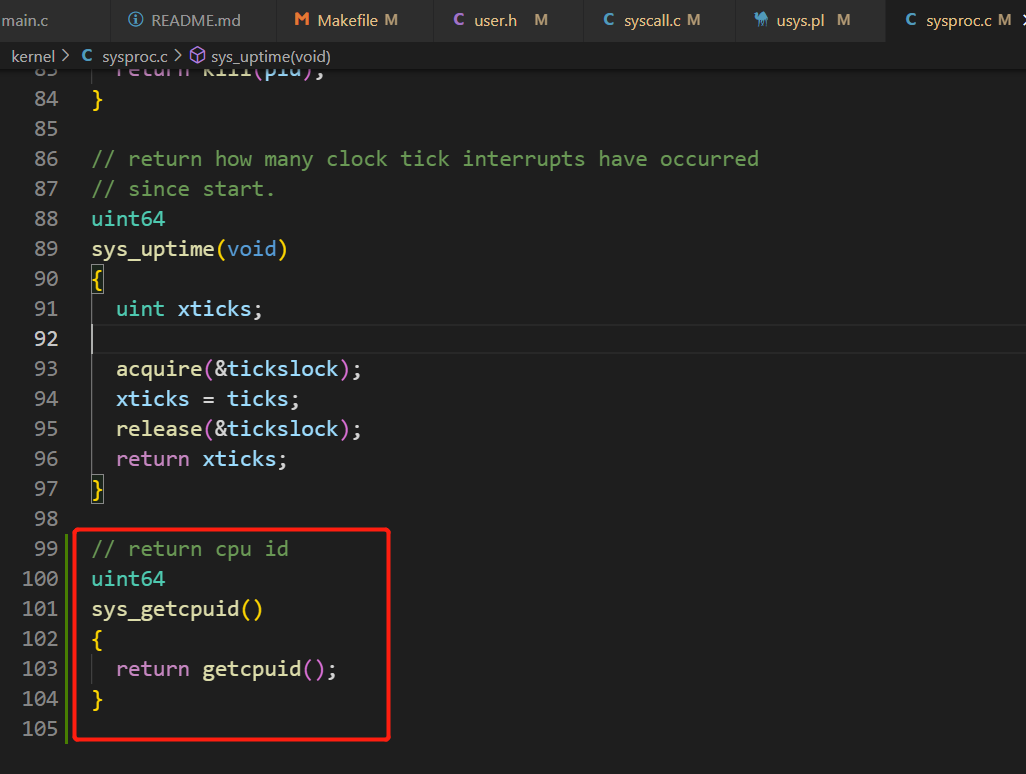 main.c README.md Makefile M user.h M syscall.c M usys.pl M sysproc.c M
kernel > sysproc.c > sys_uptime(void)
83 return kill(pid);
84 }
85
86 // return how many clock tick interrupts have occurred
87 // since start.
88 uint64
89 sys_uptime(void)
90 {
91 uint xticks;
92
93 acquire(&tickslock);
94 xticks = ticks;
95 release(&tickslock);
96 return xticks;
97 }
98
99 // return cpu id
100 uint64
101 sys_getcpuid()
102 {
103 return getcpuid();
104 }
105